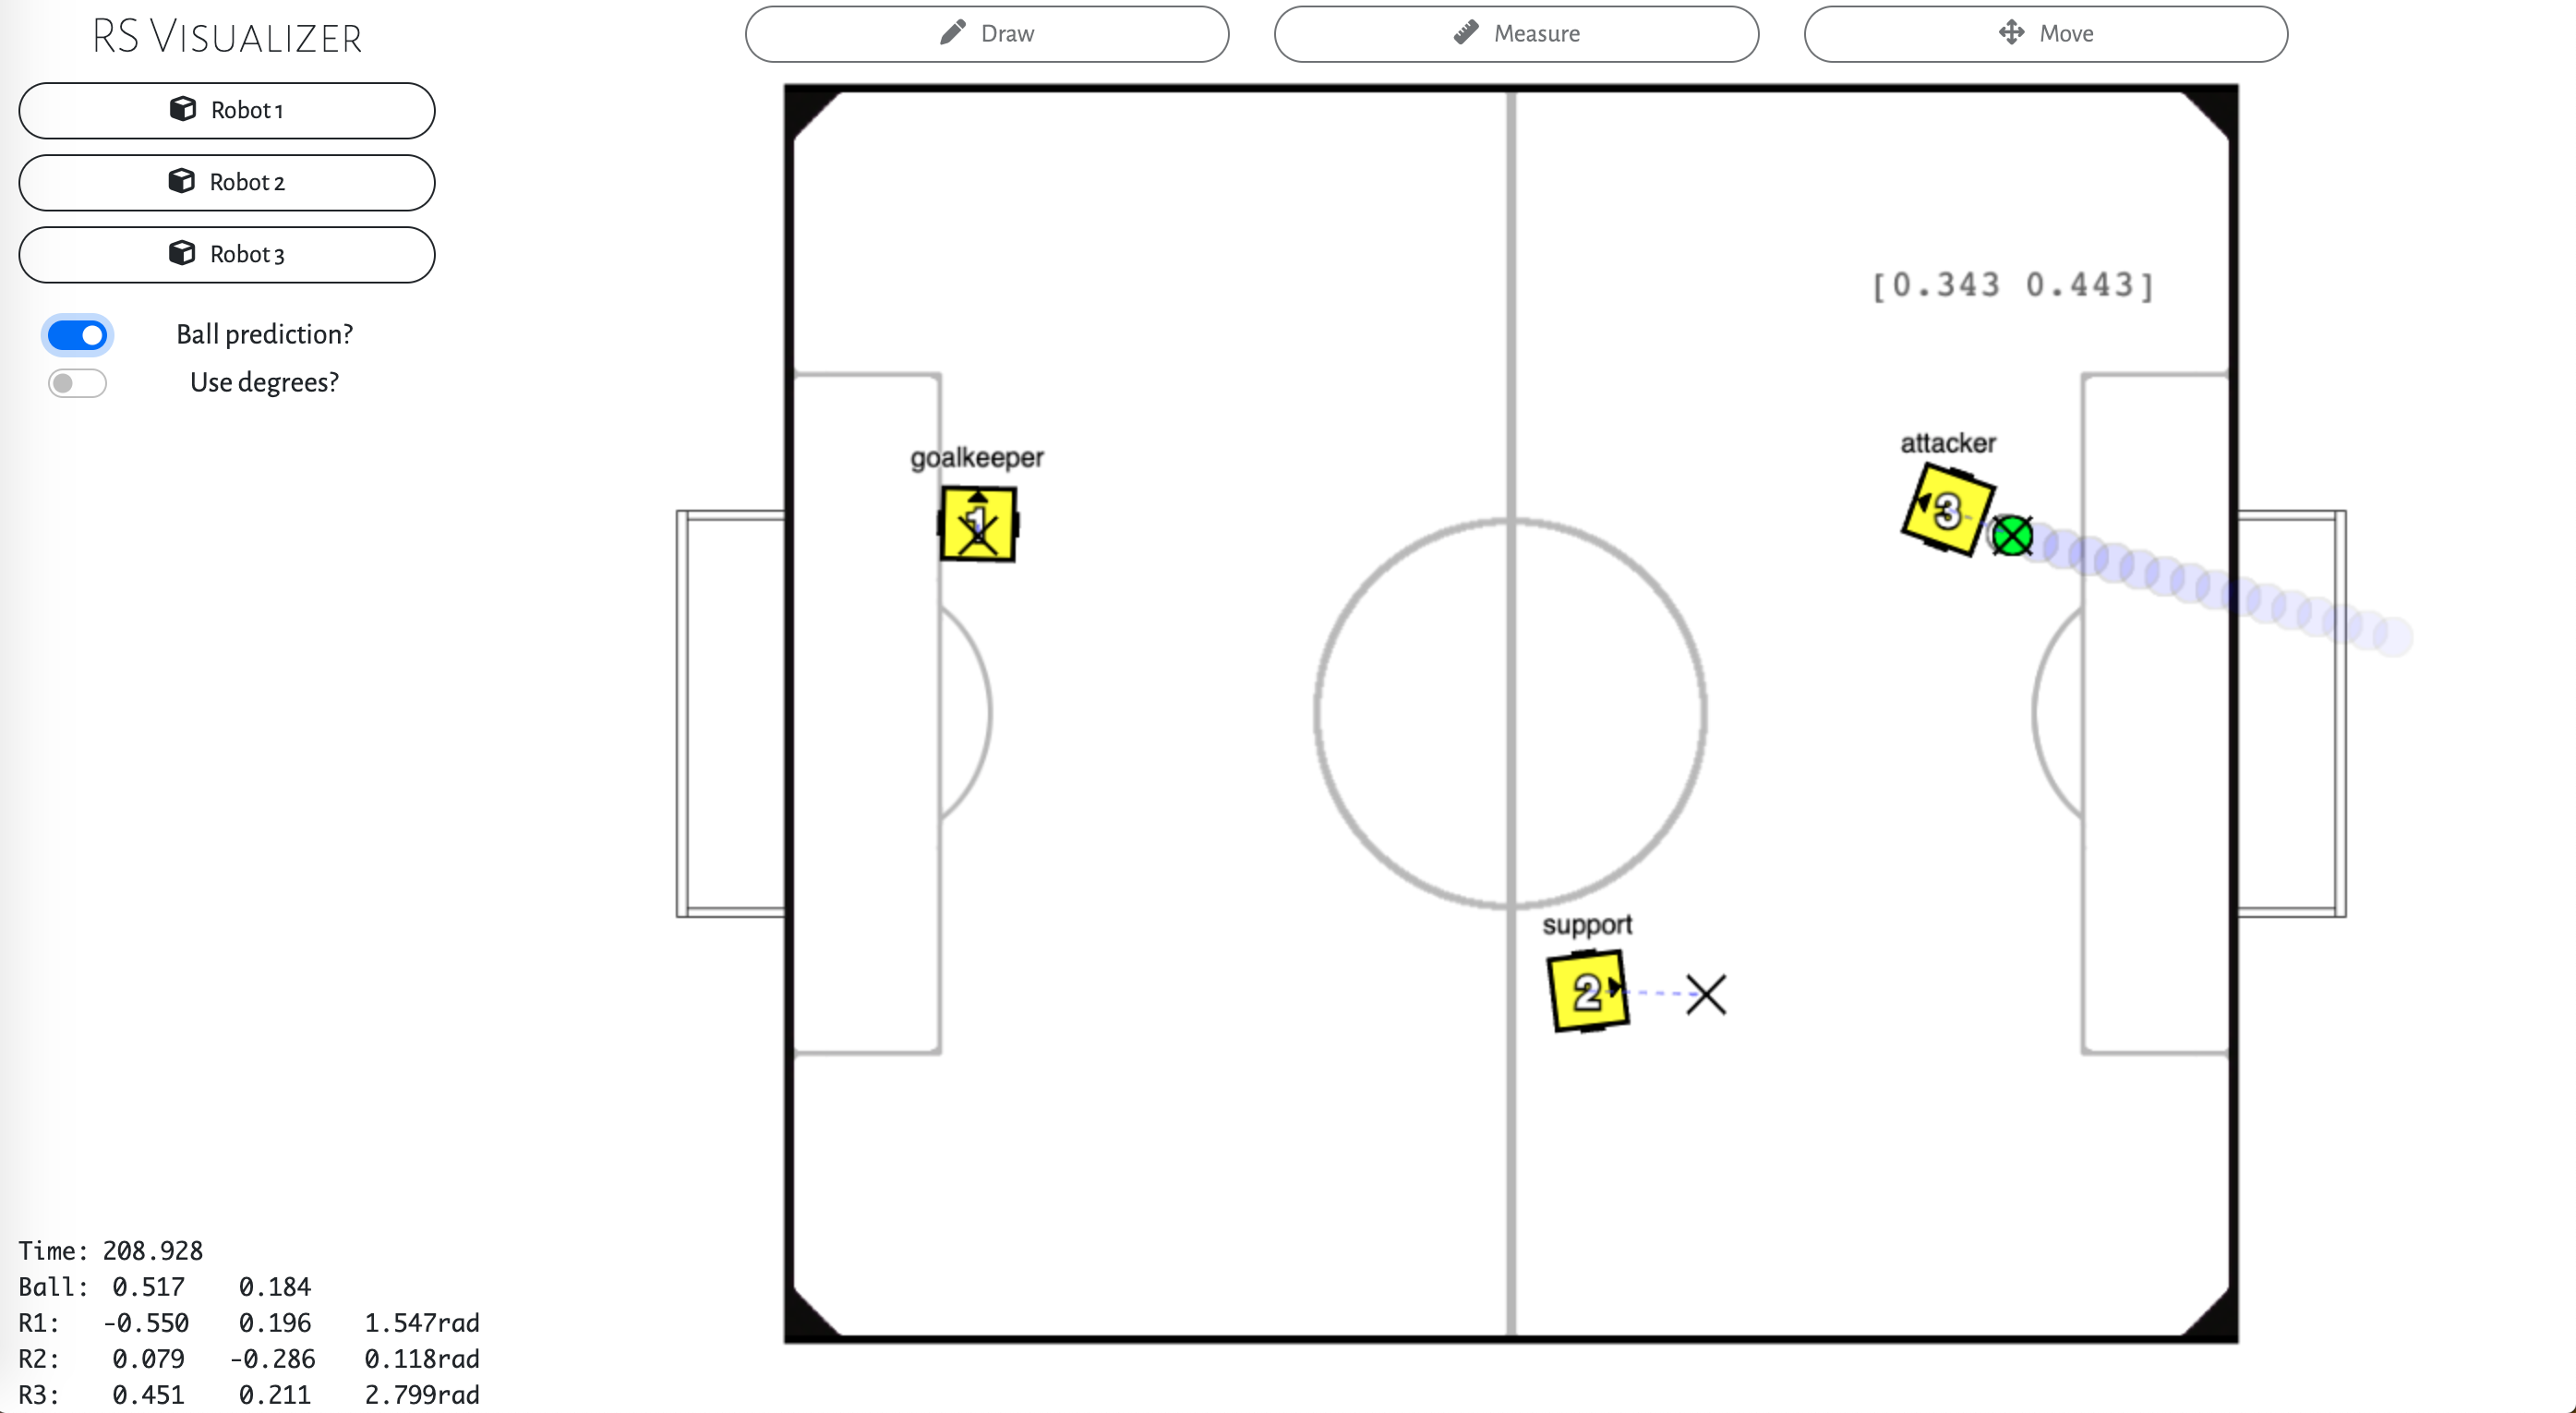 RS VISUALIZER
Draw
Measure
Move
Robot 1
Robot 2
Robot 3
Ball prediction?
Use degrees?
[0.343 0.443]
goalkeeper
1
attacker
3
support
2
Time: 208.928
Ball: 0.517 0.184
R1: -0.550 0.196 1.547rad
R2: 0.079 -0.286 0.118rad
R3: 0.451 0.211 2.799rad